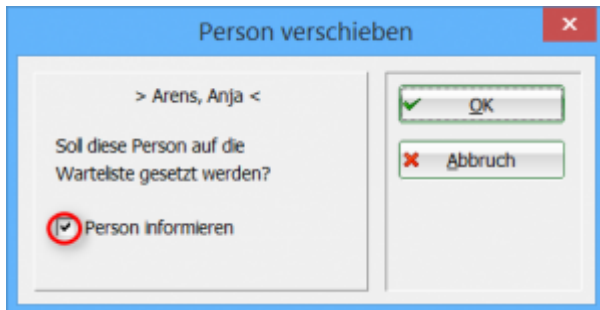 Person verschieben
> Arens, Anja <
Soll diese Person auf die
Warteliste gesetzt werden?
Person informieren
OK
Abbruch